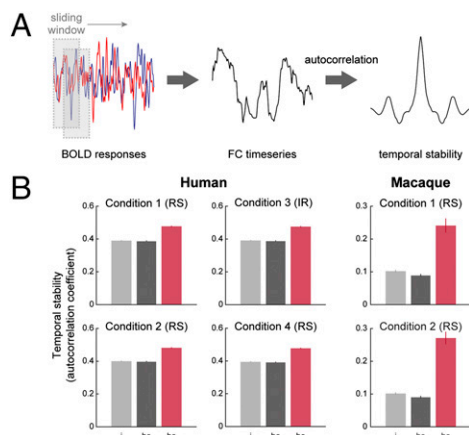 A
sliding
window
autocorrelation
BOLD responses
FC timeseries
temporal stability
B
Human
Macaque
Temporal stability
(autocorrelation coefficient)
Condition 1 (RS)
0.6
0.4
0.2
0
Condition 3 (IR)
0.6
0.4
0.2
0
Condition 1 (RS)
0.3
0.2
0.1
0
Condition 2 (RS)
0.6
0.4
0.2
0
Condition 4 (RS)
0.6
0.4
0.2
0
Condition 2 (RS)
0.3
0.2
0.1
0